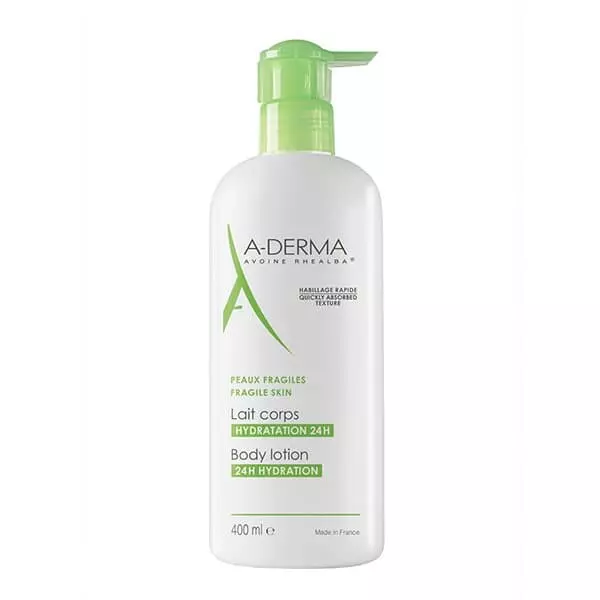 A-DERMA
AVOINE RHEALBA®
HABILLAGE RAPIDE
QUICKLY ABSORBED
TEXTURE
PEAUX FRAGILES
FRAGILE SKIN
Lait corps
HYDRATATION 24H
Body lotion
24H HYDRATION
400 ml ℮
Made in France